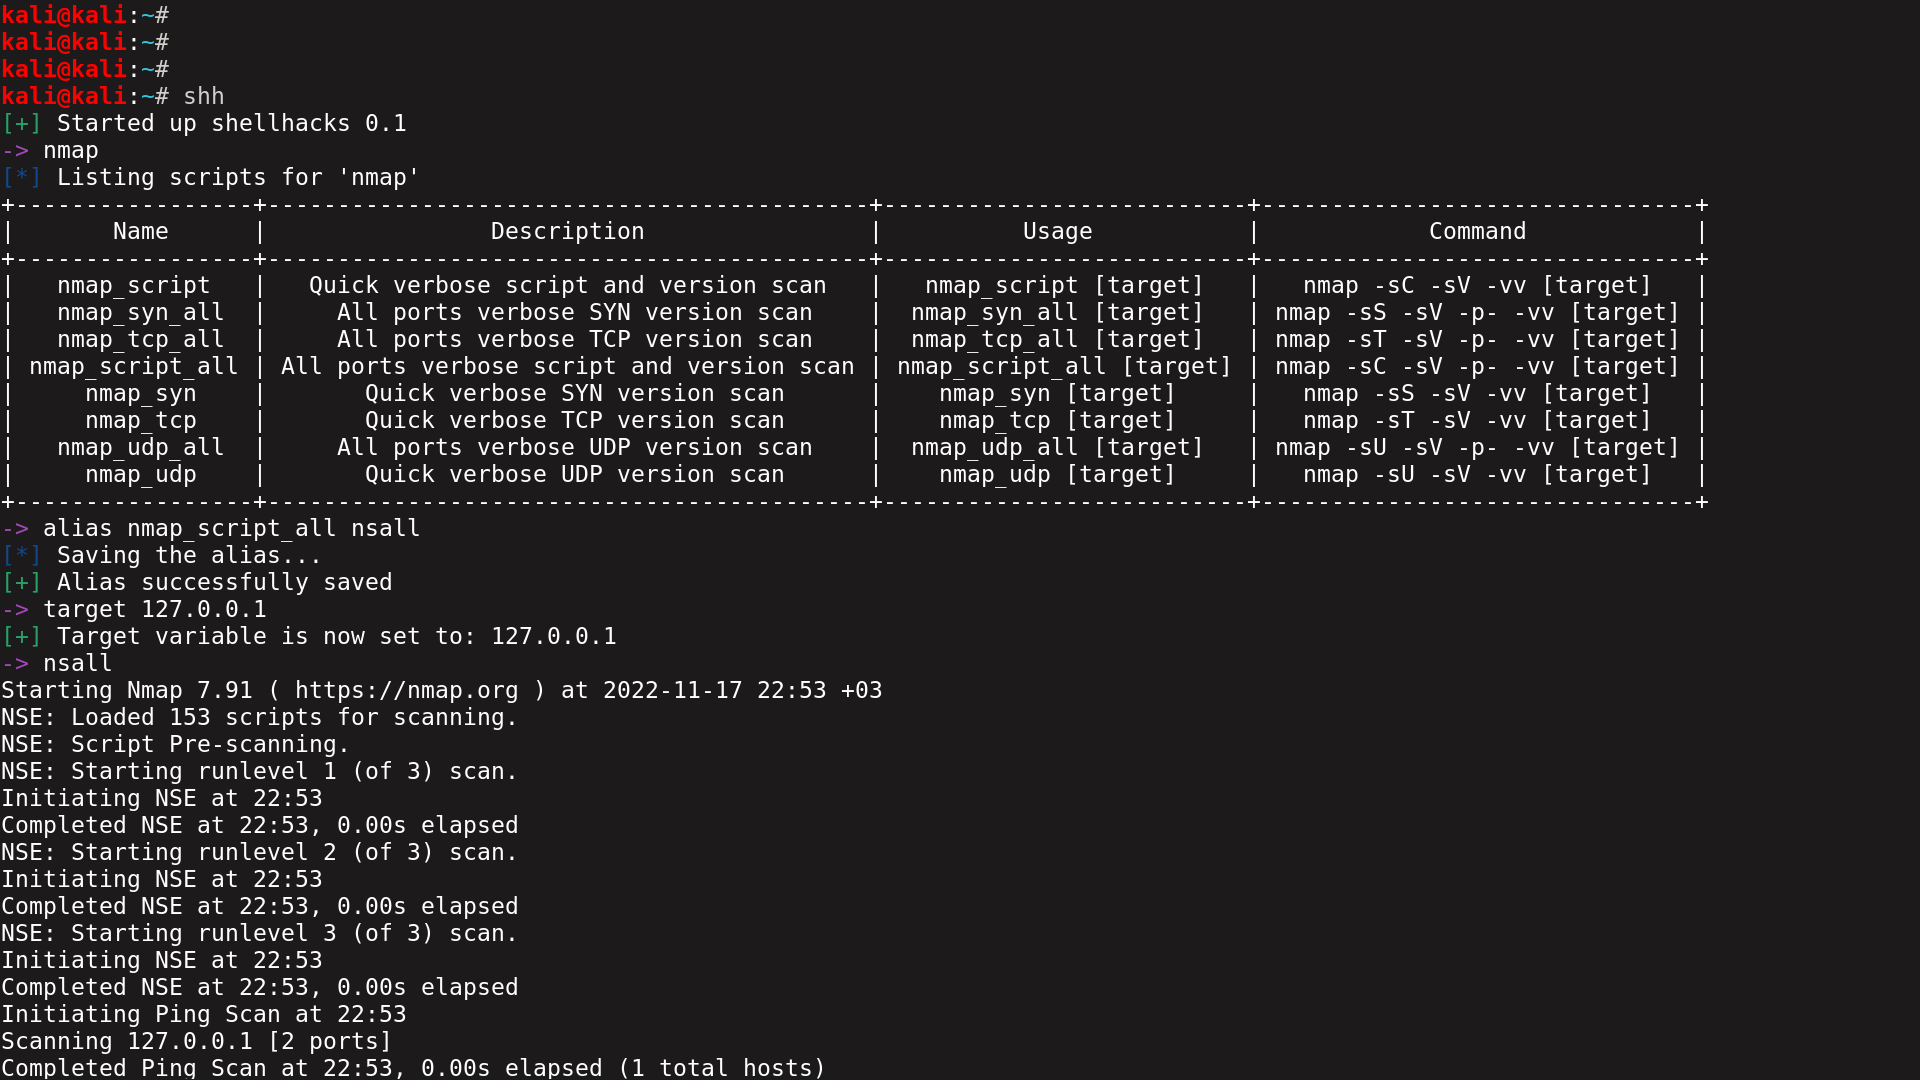 kali@kali:~#
kali@kali:~#
kali@kali:~#
kali@kali:~# shh
[+] Started up shellhacks 0.1
-> nmap
[*] Listing scripts for 'nmap'
+-----------------+-------------------------------------------+--------------------------+-------------------------------+
|       Name      |                Description                |          Usage           |            Command            |
+-----------------+-------------------------------------------+--------------------------+-------------------------------+
|   nmap_script   |   Quick verbose script and version scan   |   nmap_script [target]   |   nmap -sC -sV -vv [target]   |
|   nmap_syn_all  |     All ports verbose SYN version scan    |  nmap_syn_all [target]   | nmap -sS -sV -p- -vv [target] |
|   nmap_tcp_all  |     All ports verbose TCP version scan    |  nmap_tcp_all [target]   | nmap -sT -sV -p- -vv [target] |
| nmap_script_all | All ports verbose script and version scan | nmap_script_all [target] | nmap -sC -sV -p- -vv [target] |
|     nmap_syn    |       Quick verbose SYN version scan      |    nmap_syn [target]     |   nmap -sS -sV -vv [target]   |
|     nmap_tcp    |       Quick verbose TCP version scan      |    nmap_tcp [target]     |   nmap -sT -sV -vv [target]   |
|   nmap_udp_all  |     All ports verbose UDP version scan    |  nmap_udp_all [target]   | nmap -sU -sV -p- -vv [target] |
|     nmap_udp    |       Quick verbose UDP version scan      |    nmap_udp [target]     |   nmap -sU -sV -vv [target]   |
+-----------------+-------------------------------------------+--------------------------+-------------------------------+
-> alias nmap_script_all nsall
[*] Saving the alias...
[+] Alias successfully saved
-> target 127.0.0.1
[+] Target variable is now set to: 127.0.0.1
-> nsall
Starting Nmap 7.91 ( https://nmap.org ) at 2022-11-17 22:53 +03
NSE: Loaded 153 scripts for scanning.
NSE: Script Pre-scanning.
NSE: Starting runlevel 1 (of 3) scan.
Initiating NSE at 22:53
Completed NSE at 22:53, 0.00s elapsed
NSE: Starting runlevel 2 (of 3) scan.
Initiating NSE at 22:53
Completed NSE at 22:53, 0.00s elapsed
NSE: Starting runlevel 3 (of 3) scan.
Initiating NSE at 22:53
Completed NSE at 22:53, 0.00s elapsed
Initiating Ping Scan at 22:53
Scanning 127.0.0.1 [2 ports]
Completed Ping Scan at 22:53, 0.00s elapsed (1 total hosts)